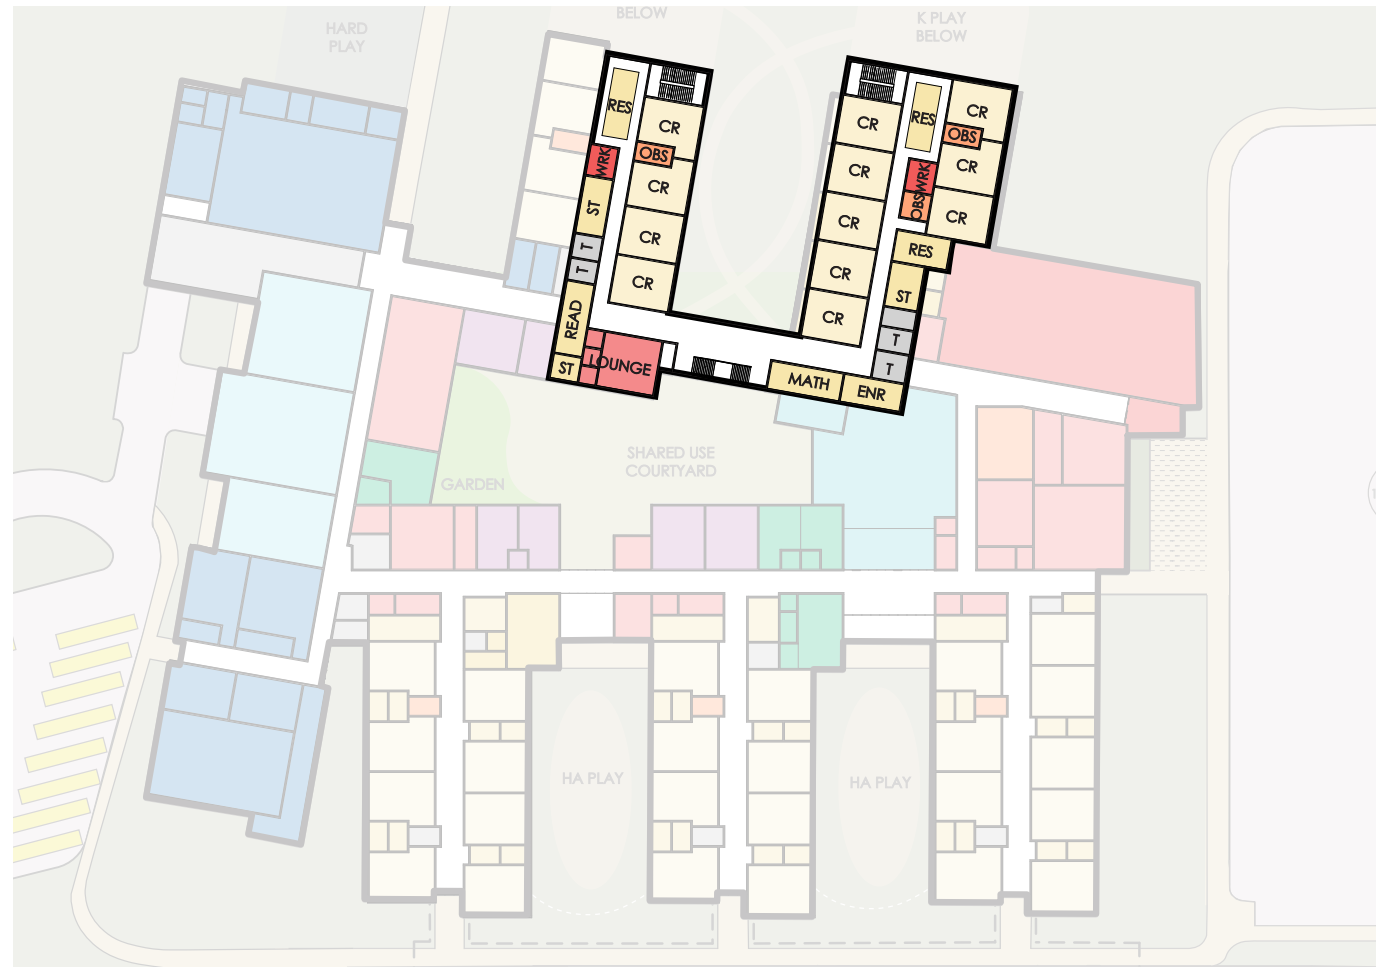 BELOW
HARD
PLAY
K PLAY
BELOW
RES
CR
OBS
WRK
CR
ST
CR
T
T
CR
READ
ST
LOUNGE
CR
RES
CR
OBS
CR
CR
WRK
OBS
CR
CR
RES
CR
ST
CR
T
T
MATH
ENR
SHARED USE
COURTYARD
GARDEN
HA PLAY
HA PLAY